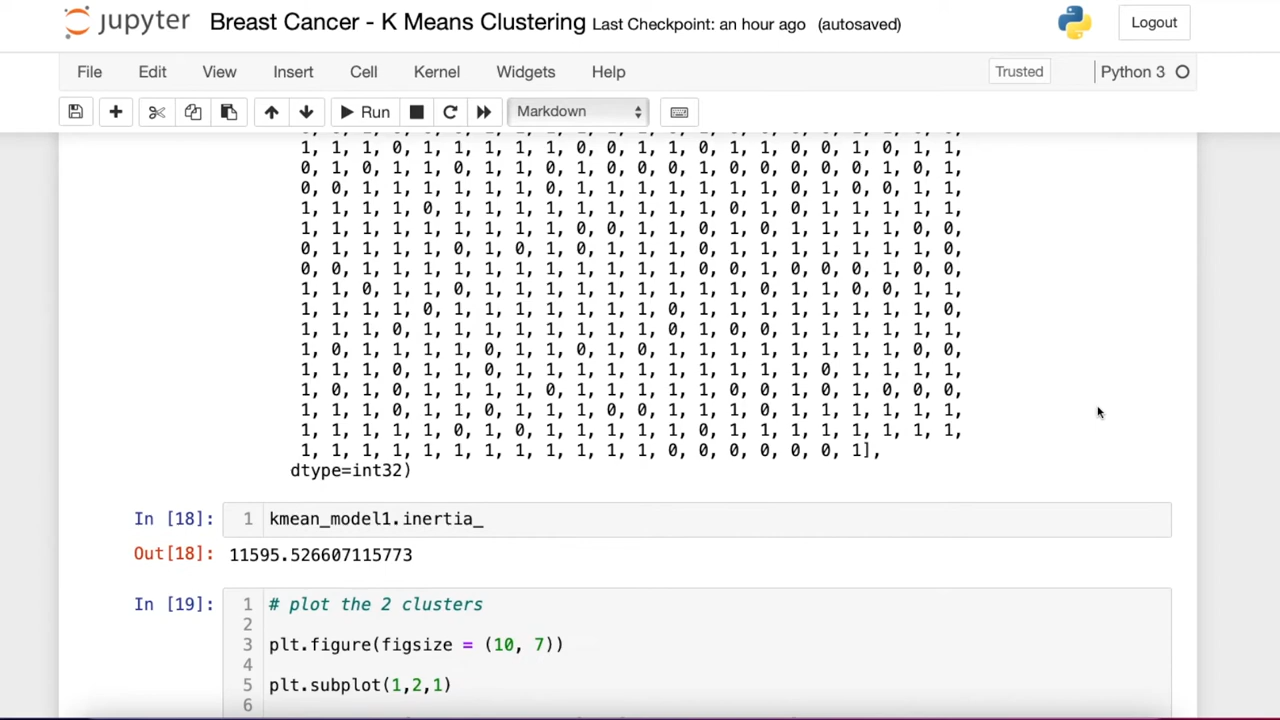 jupyter Breast Cancer - K Means Clustering Last Checkpoint: an hour ago (autosaved) Logout
File Edit View Insert Cell Kernel Widgets Help Trusted Python 3
Run Markdown
1, 1, 1, 0, 1, 1, 1, 1, 1, 0, 0, 1, 1, 0, 1, 1, 0, 0, 1, 0, 1, 1,
0, 1, 0, 1, 1, 0, 1, 1, 0, 1, 0, 0, 0, 1, 0, 0, 0, 0, 0, 1, 0, 1,
0, 0, 1, 1, 1, 1, 1, 1, 0, 1, 1, 1, 1, 1, 1, 1, 0, 1, 0, 0, 1, 1,
1, 1, 1, 1, 0, 1, 1, 1, 1, 1, 1, 1, 1, 1, 0, 1, 0, 1, 1, 1, 1, 1,
1, 1, 1, 1, 1, 1, 1, 1, 1, 0, 0, 1, 1, 0, 1, 0, 1, 1, 1, 1, 0, 0,
0, 1, 1, 1, 1, 0, 1, 0, 1, 0, 1, 1, 1, 0, 1, 1, 1, 1, 1, 1, 1, 0,
0, 0, 1, 1, 1, 1, 1, 1, 1, 1, 1, 1, 1, 0, 0, 1, 0, 0, 0, 1, 0, 0,
1, 1, 0, 1, 1, 0, 1, 1, 1, 1, 1, 1, 1, 1, 1, 0, 1, 1, 0, 0, 1, 1,
1, 1, 1, 1, 0, 1, 1, 1, 1, 1, 1, 1, 0, 1, 1, 1, 1, 1, 1, 1, 1, 0,
1, 1, 1, 0, 1, 1, 1, 1, 1, 1, 1, 1, 0, 1, 0, 0, 1, 1, 1, 1, 1, 1,
1, 0, 1, 1, 1, 1, 0, 1, 1, 0, 1, 0, 1, 1, 1, 1, 1, 1, 1, 1, 0, 0,
1, 1, 1, 0, 1, 1, 0, 1, 1, 1, 1, 1, 1, 1, 1, 1, 1, 0, 1, 1, 1, 1,
1, 0, 1, 0, 1, 1, 1, 1, 0, 1, 1, 1, 1, 1, 0, 0, 1, 0, 1, 0, 0, 0,
1, 1, 1, 0, 1, 1, 0, 1, 1, 1, 0, 0, 1, 1, 1, 0, 1, 1, 1, 1, 1, 1,
1, 1, 1, 1, 1, 0, 1, 0, 1, 1, 1, 1, 1, 0, 1, 1, 1, 1, 1, 1, 1, 1,
1, 1, 1, 1, 1, 1, 1, 1, 1, 1, 1, 1, 0, 0, 0, 0, 0, 0, 1],
dtype=int32)
In [18]: 1 kmean_model1.inertia_
Out[18]: 11595.526607115773
In [19]: 1 # plot the 2 clusters
2
3 plt.figure(figsize = (10, 7))
4
5 plt.subplot(1,2,1)
6